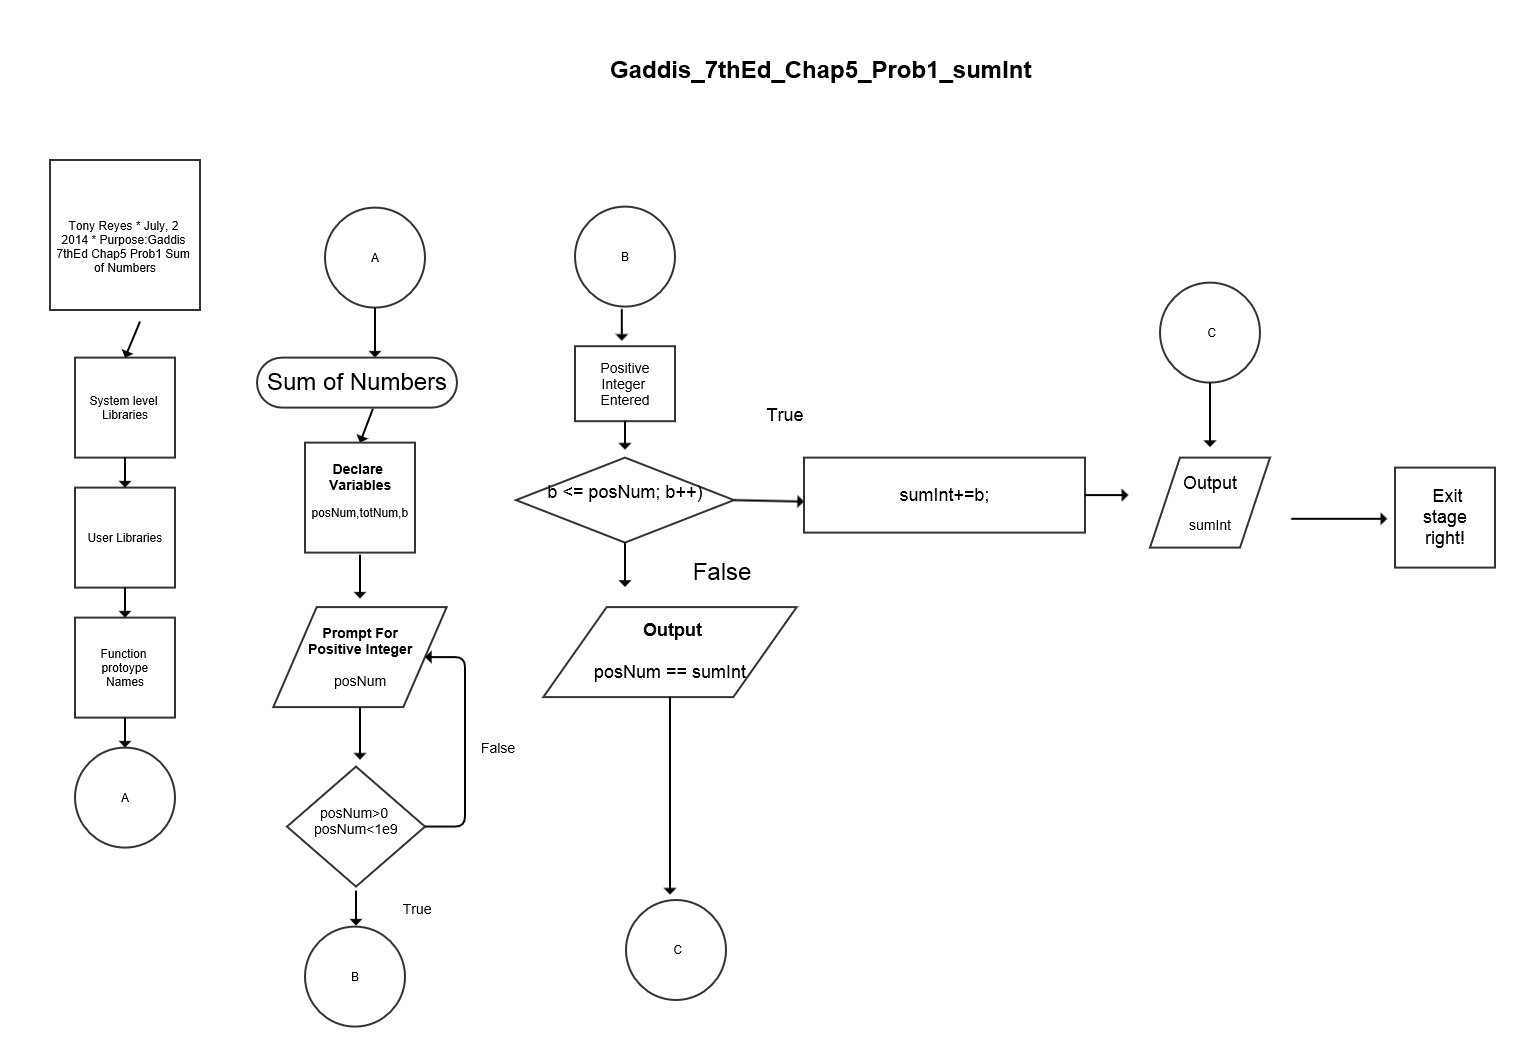 Gaddis_7thEd_Chap5_Prob1_sumInt
Tony Reyes * July, 2
2014 * Purpose:Gaddis
7thEd Chap5 Prob1 Sum
of Numbers
System level
Libraries
User Libraries
Function
protoype
Names
A
A
Sum of Numbers
Declare
Variables
posNum,totNum,b
Prompt For
Positive Integer
posNum
False
posNum>0
posNum<1e9
True
B
B
Positive
Integer
Entered
True
b <= posNum; b++)
sumInt+=b;
False
Output
posNum == sumInt
C
C
Output
sumInt
Exit
stage
right!